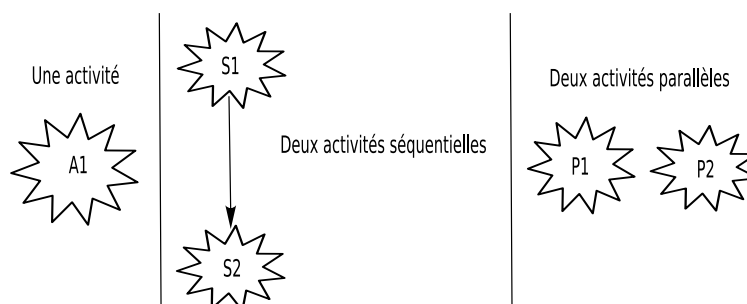 Une activité
A1
S1
Deux activités séquentielles
S2
Deux activités parallèles
P1
P2